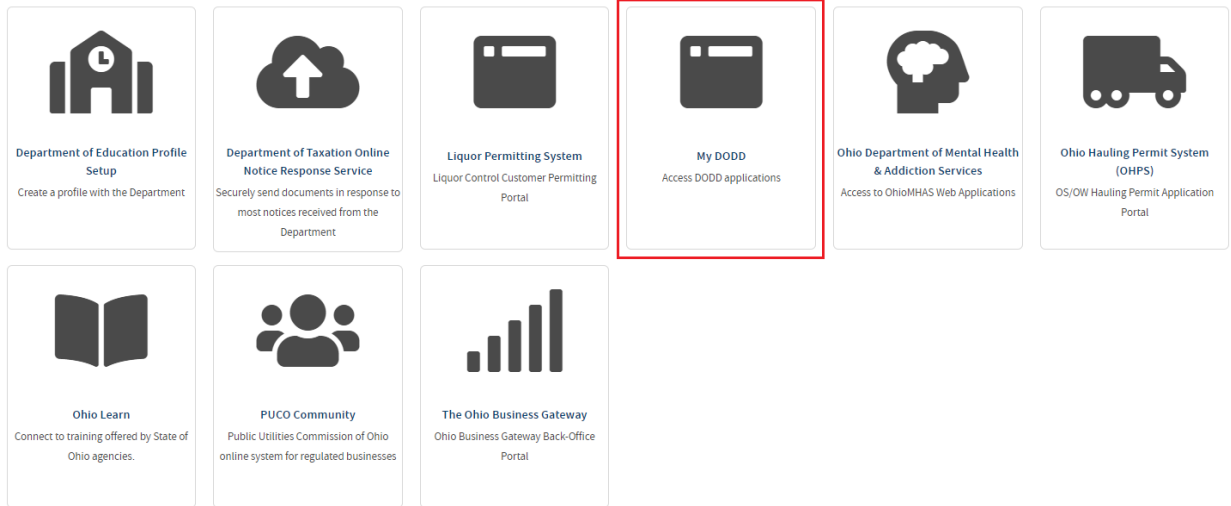 Department of Education Profile
Setup
Create a profile with the Department
Department of Taxation Online
Notice Response Service
Securely send documents in response to
most notices received from the
Department
Liquor Permitting System
Liquor Control Customer Permitting
Portal
My DODD
Access DODD applications
Ohio Department of Mental Health
& Addiction Services
Access to OhioMHAS Web Applications
Ohio Hauling Permit System
(OHPS)
OS/OW Hauling Permit Application
Portal
Ohio Learn
Connect to training offered by State of
Ohio agencies.
PUCO Community
Public Utilities Commission of Ohio
online system for regulated businesses
The Ohio Business Gateway
Ohio Business Gateway Back-Office
Portal